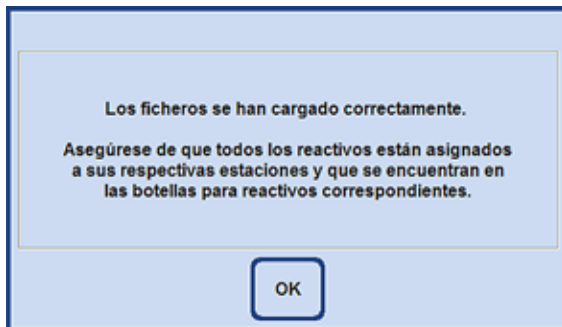 Los ficheros se han cargado correctamente.
Asegúrese de que todos los reactivos están asignados
a sus respectivas estaciones y que se encuentran en
las botellas para reactivos correspondientes.
OK